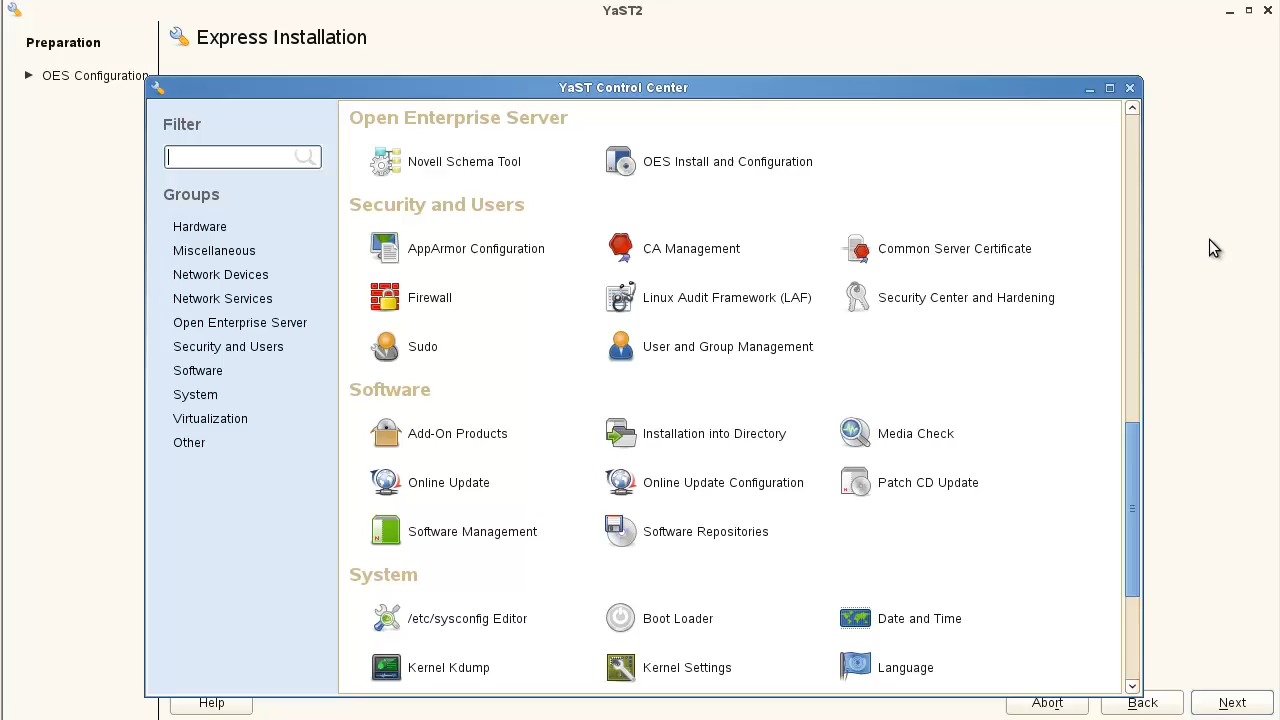 YaST2
Preparation
Express Installation
OES Configuration
YaST Control Center
Filter
Groups
Hardware
Miscellaneous
Network Devices
Network Services
Open Enterprise Server
Security and Users
Software
System
Virtualization
Other
Open Enterprise Server
Novell Schema Tool
OES Install and Configuration
Security and Users
AppArmor Configuration
CA Management
Common Server Certificate
Firewall
Linux Audit Framework (LAF)
Security Center and Hardening
Sudo
User and Group Management
Software
Add-On Products
Installation into Directory
Media Check
Online Update
Online Update Configuration
Patch CD Update
Software Management
Software Repositories
System
/etc/sysconfig Editor
Boot Loader
Date and Time
Kernel Kdump
Kernel Settings
Language
Help
Abort
Back
Next